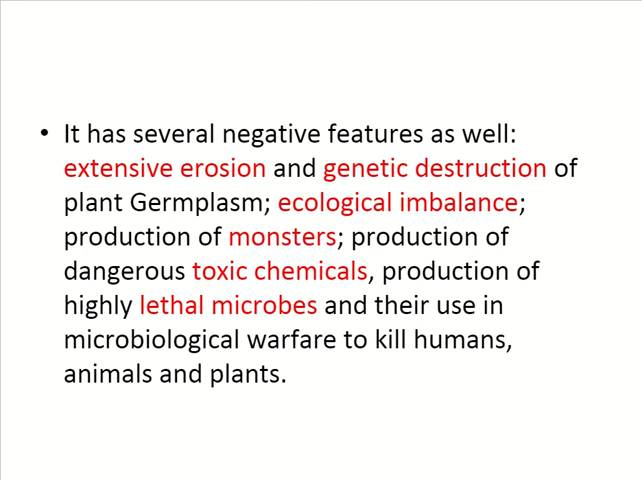 • It has several negative features as well:
extensive erosion and genetic destruction of
plant Germplasm; ecological imbalance;
production of monsters; production of
dangerous toxic chemicals, production of
highly lethal microbes and their use in
microbiological warfare to kill humans,
animals and plants.